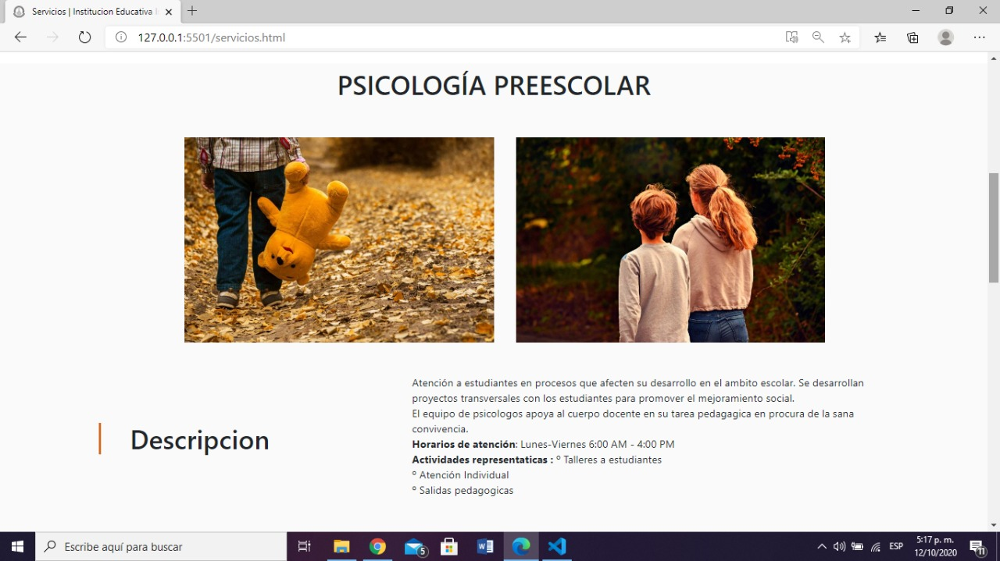 Servicios | Institucion Educativa
127.0.0.1:5501/servicios.html
PSICOLOGÍA PREESCOLAR
Atención a estudiantes en procesos que afecten su desarrollo en el ambito escolar. Se desarrollan
proyectos transversales con los estudiantes para promover el mejoramiento social.
El equipo de psicologos apoya al cuerpo docente en su tarea pedagagica en procura de la sana
convivencia.
Descripcion
Horarios de atención: Lunes-Viernes 6:00 AM - 4:00 PM
Actividades representaticas : º Talleres a estudiantes
º Atención Individual
º Salidas pedagogicas
Escribe aquí para buscar
5
ESP
5:17 p. m.
12/10/2020
11